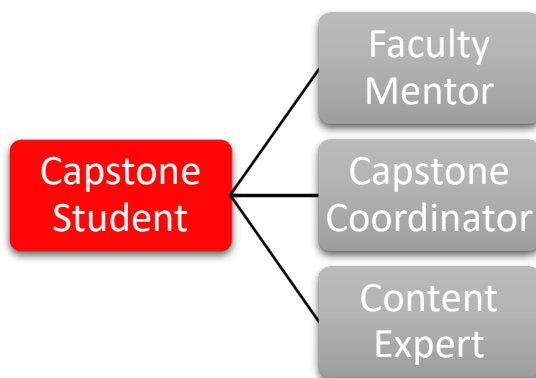 Faculty
Mentor
Capstone
Student
Capstone
Coordinator
Content
Expert